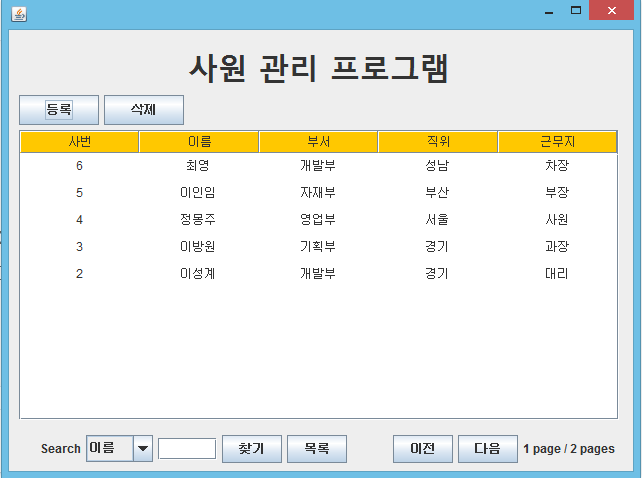 사원 관리 프로그램
등록 삭제
사번 이름 부서 직위 근무지
6 최영 개발부 성남 차장
5 이인임 자재부 부산 부장
4 정몽주 영업부 서울 사원
3 이방원 기획부 경기 과장
2 이성계 개발부 경기 대리
Search 이름 찾기 목록 이전 다음 1 page / 2 pages